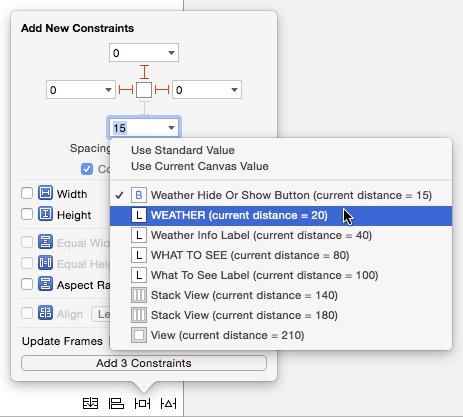 Add New Constraints
0
0
0
15
Spacing
Use Standard Value
Use Current Canvas Value
Co
✓ B Weather Hide Or Show Button (current distance = 15)
Width
L WEATHER (current distance = 20)
Height
L Weather Info Label (current distance = 40)
Equal Wid
L WHAT TO SEE (current distance = 80)
Equal Heig
L What To See Label (current distance = 100)
Aspect Ra
Stack View (current distance = 140)
Align Le
Stack View (current distance = 180)
Update Frames
View (current distance = 210)
Add 3 Constraints